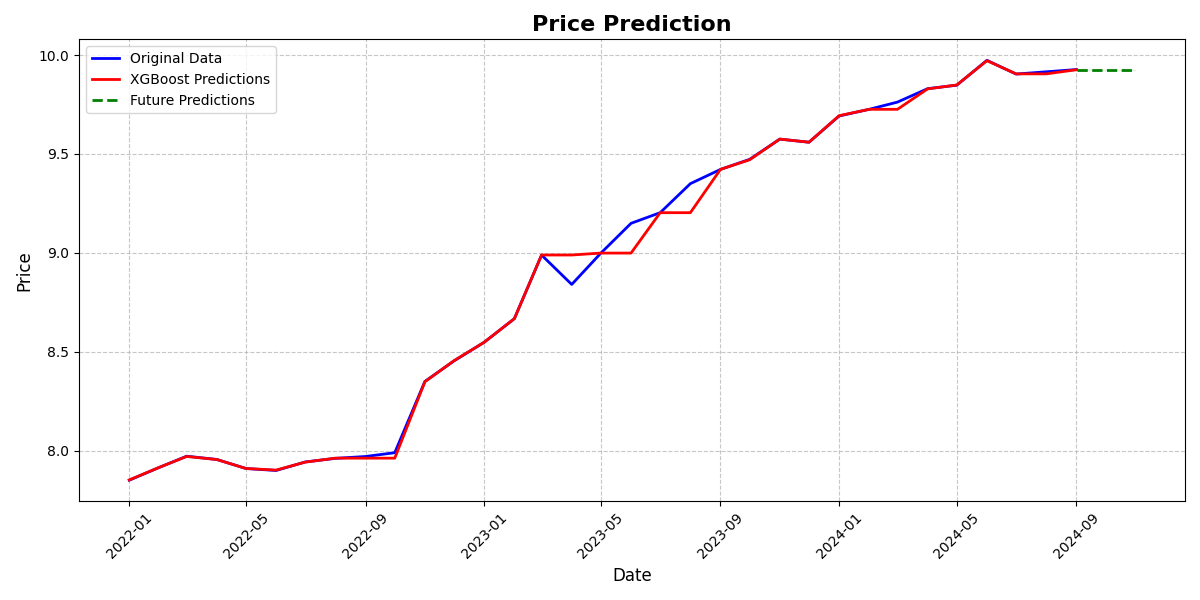 Price Prediction
Original Data
XGBoost Predictions
Future Predictions
10.0
9.5
9.0
8.5
8.0
Price
2022-01
2022-05
2022-09
2023-01
2023-05
2023-09
2024-01
2024-05
2024-09
Date